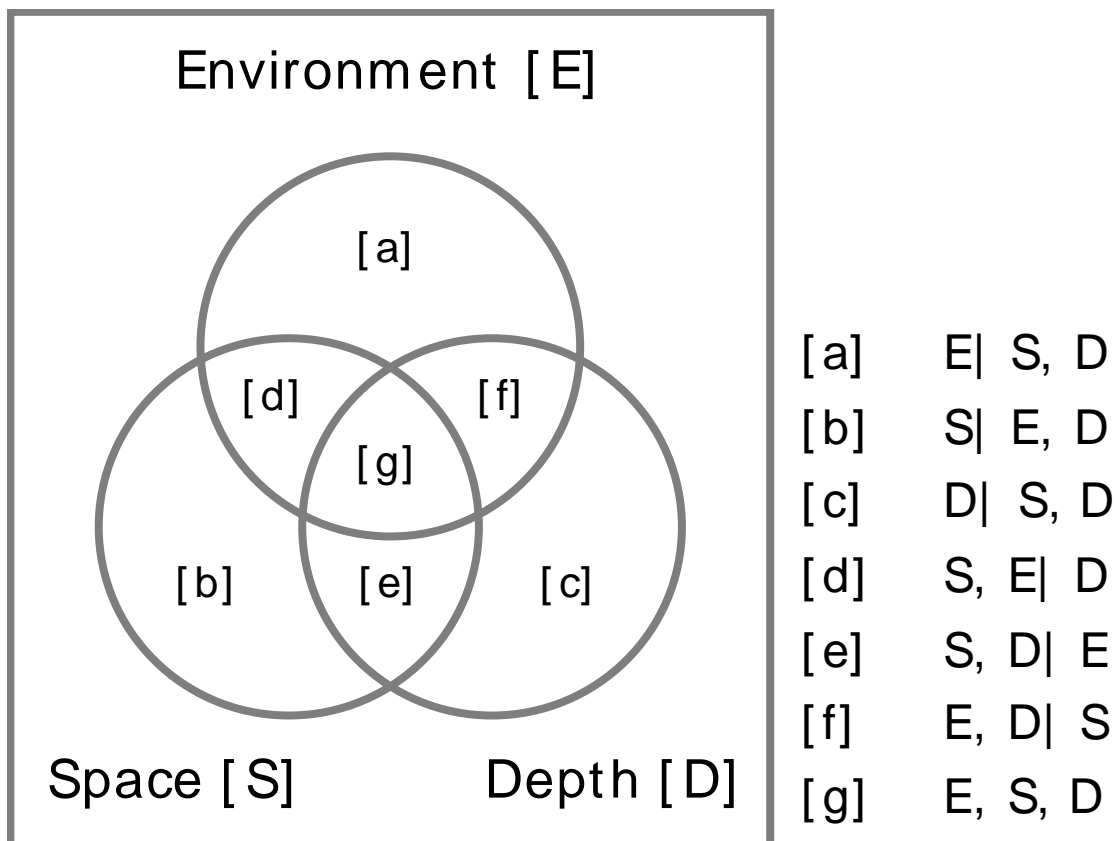 Environment [E]
[a]
[d] [f]
[g]
[b] [e] [c]
Space [S] Depth [D]
[a] E| S, D
[b] S| E, D
[c] D| S, D
[d] S, E| D
[e] S, D| E
[f] E, D| S
[g] E, S, D